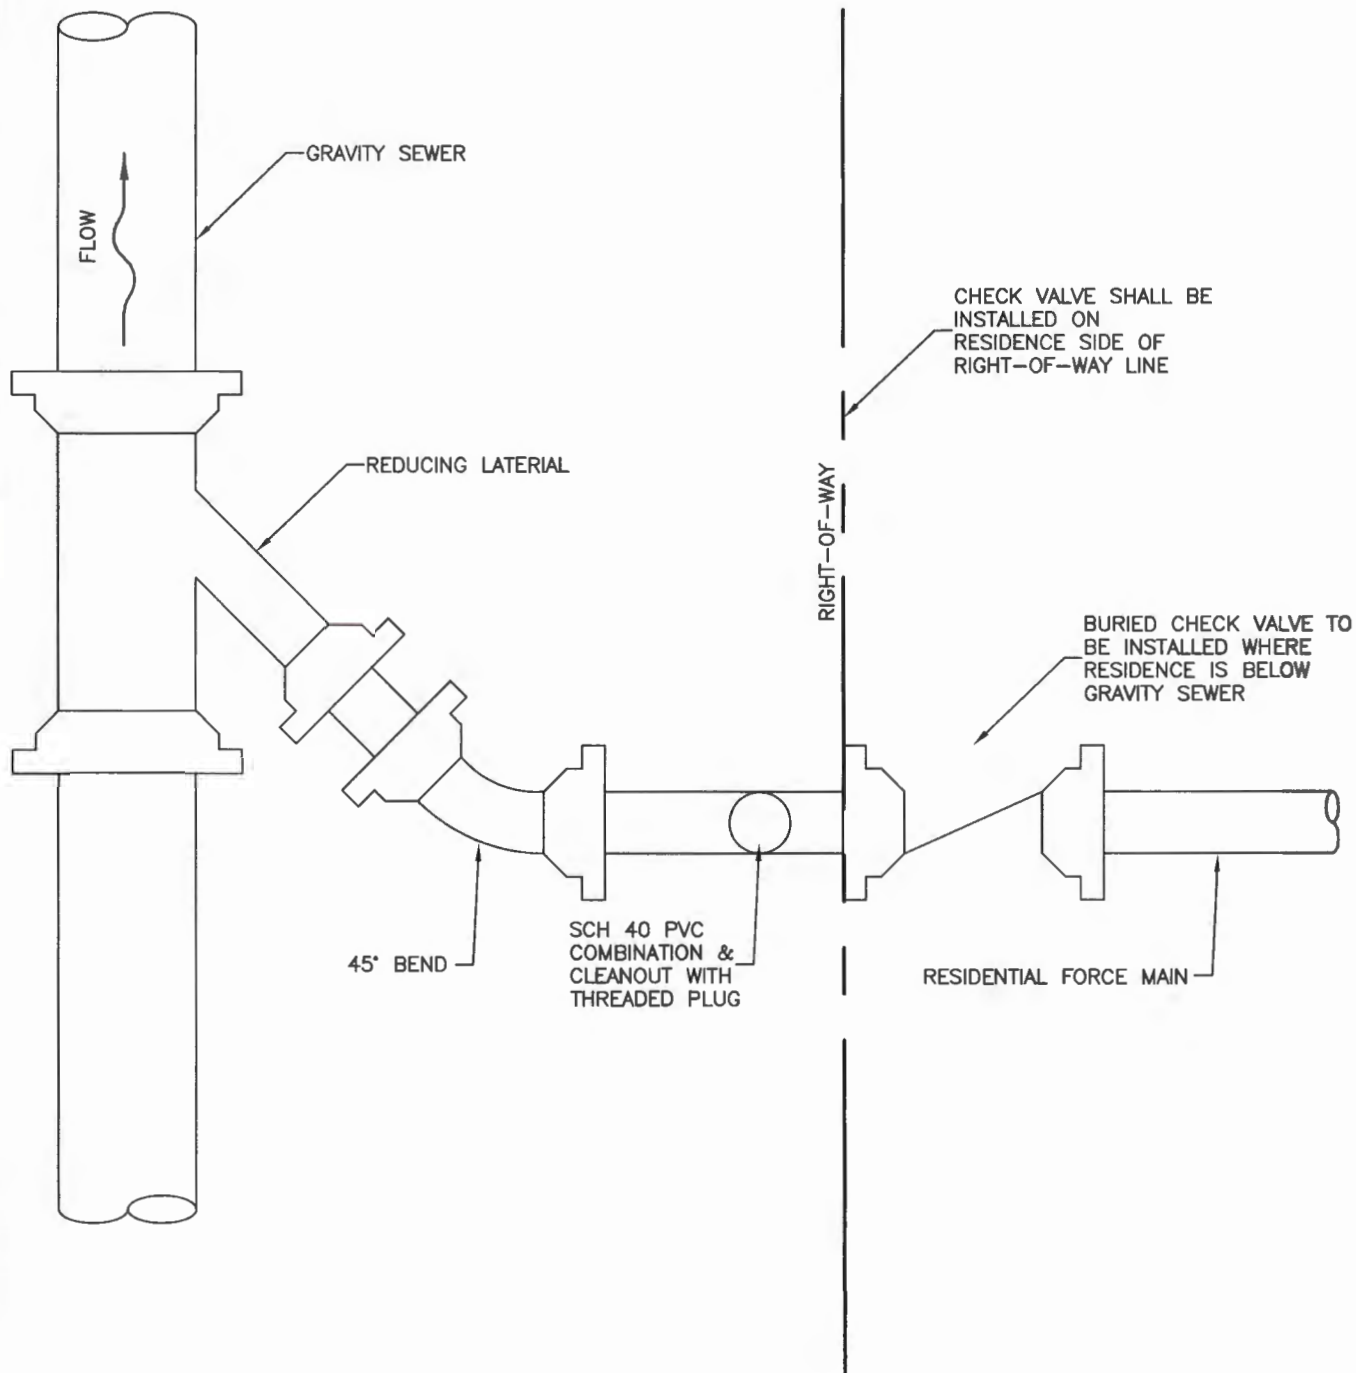 GRAVITY SEWER
FLOW
CHECK VALVE SHALL BE
INSTALLED ON
RESIDENCE SIDE OF
RIGHT-OF-WAY LINE
REDUCING LATERIAL
RIGHT-OF-WAY
BURIED CHECK VALVE TO
BE INSTALLED WHERE
RESIDENCE IS BELOW
GRAVITY SEWER
45° BEND
SCH 40 PVC
COMBINATION &
CLEANOUT WITH
THREADED PLUG
RESIDENTIAL FORCE MAIN